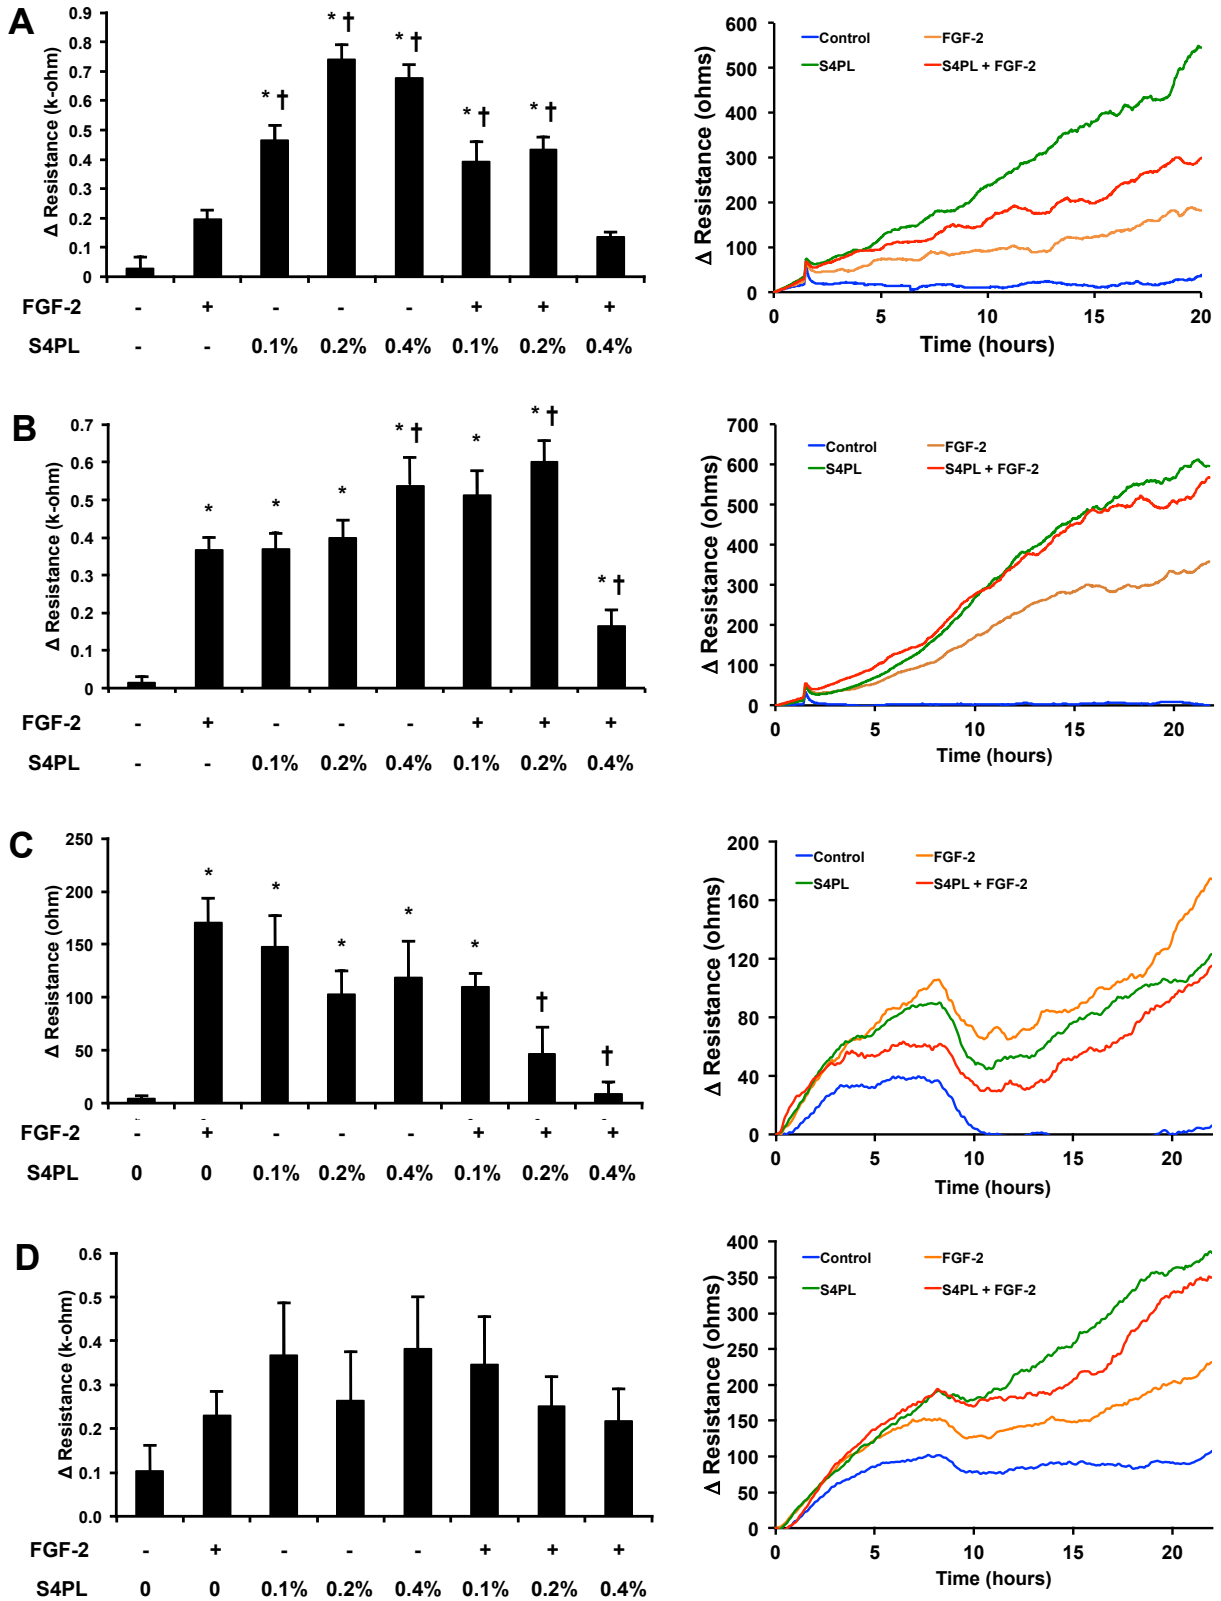 A
Δ Resistance (k-ohm)
0.9
0.8
0.7
0.6
0.5
0.4
0.3
0.2
0.1
0
* †
* †
* †
* †
* †
FGF-2 - + - - - + + +
S4PL - - 0.1% 0.2% 0.4% 0.1% 0.2% 0.4%
Δ Resistance (ohms)
600
500
400
300
200
100
0
Control FGF-2
S4PL S4PL + FGF-2
0 5 10 15 20
Time (hours)
B
Δ Resistance (k-ohm)
0.7
0.6
0.5
0.4
0.3
0.2
0.1
0
* * * * † * * † * †
FGF-2 - + - - - + + +
S4PL - - 0.1% 0.2% 0.4% 0.1% 0.2% 0.4%
Δ Resistance (ohms)
700
600
500
400
300
200
100
0
Control FGF-2
S4PL S4PL + FGF-2
0 5 10 15 20
Time (hours)
C
Δ Resistance (ohm)
250
200
150
100
50
0
* * * * * † †
FGF-2 - + - - - + + +
S4PL 0 0 0.1% 0.2% 0.4% 0.1% 0.2% 0.4%
Δ Resistance (ohms)
200
160
120
80
40
0
Control FGF-2
S4PL S4PL + FGF-2
0 5 10 15 20
Time (hours)
D
Δ Resistance (k-ohm)
0.6
0.5
0.4
0.3
0.2
0.1
0.0
FGF-2 - + - - - + + +
S4PL 0 0 0.1% 0.2% 0.4% 0.1% 0.2% 0.4%
Δ Resistance (ohms)
400
350
300
250
200
150
100
50
0
Control FGF-2
S4PL S4PL + FGF-2
0 5 10 15 20
Time (hours)